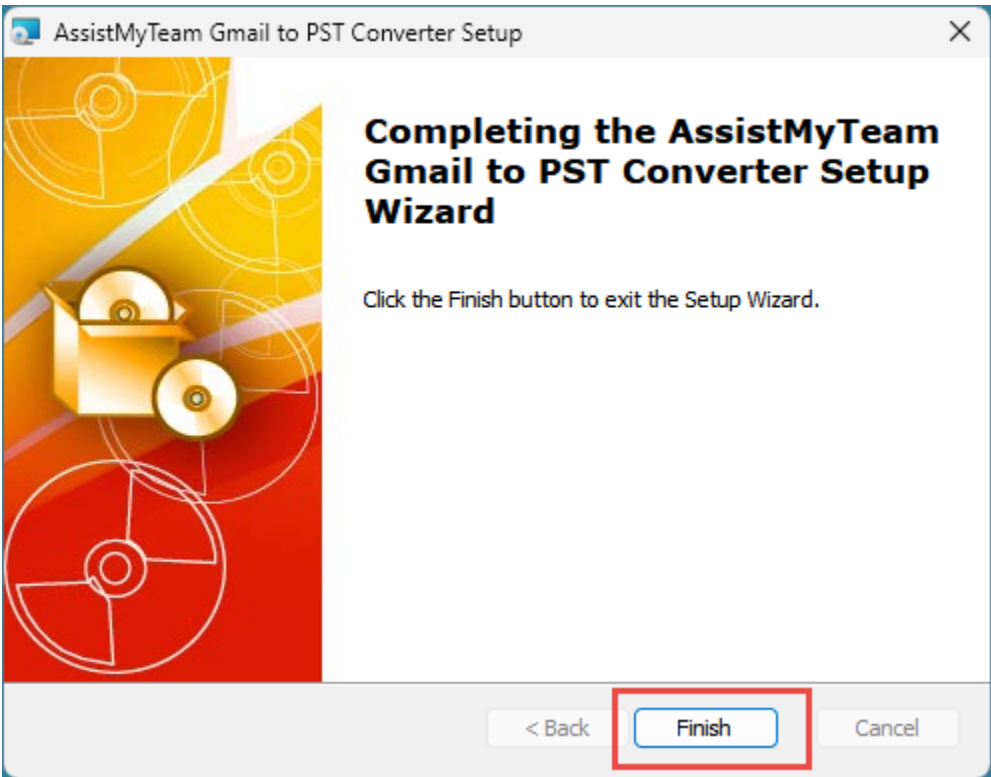 AssistMyTeam Gmail to PST Converter Setup
Completing the AssistMyTeam
Gmail to PST Converter Setup
Wizard
Click the Finish button to exit the Setup Wizard.
< Back
Finish
Cancel